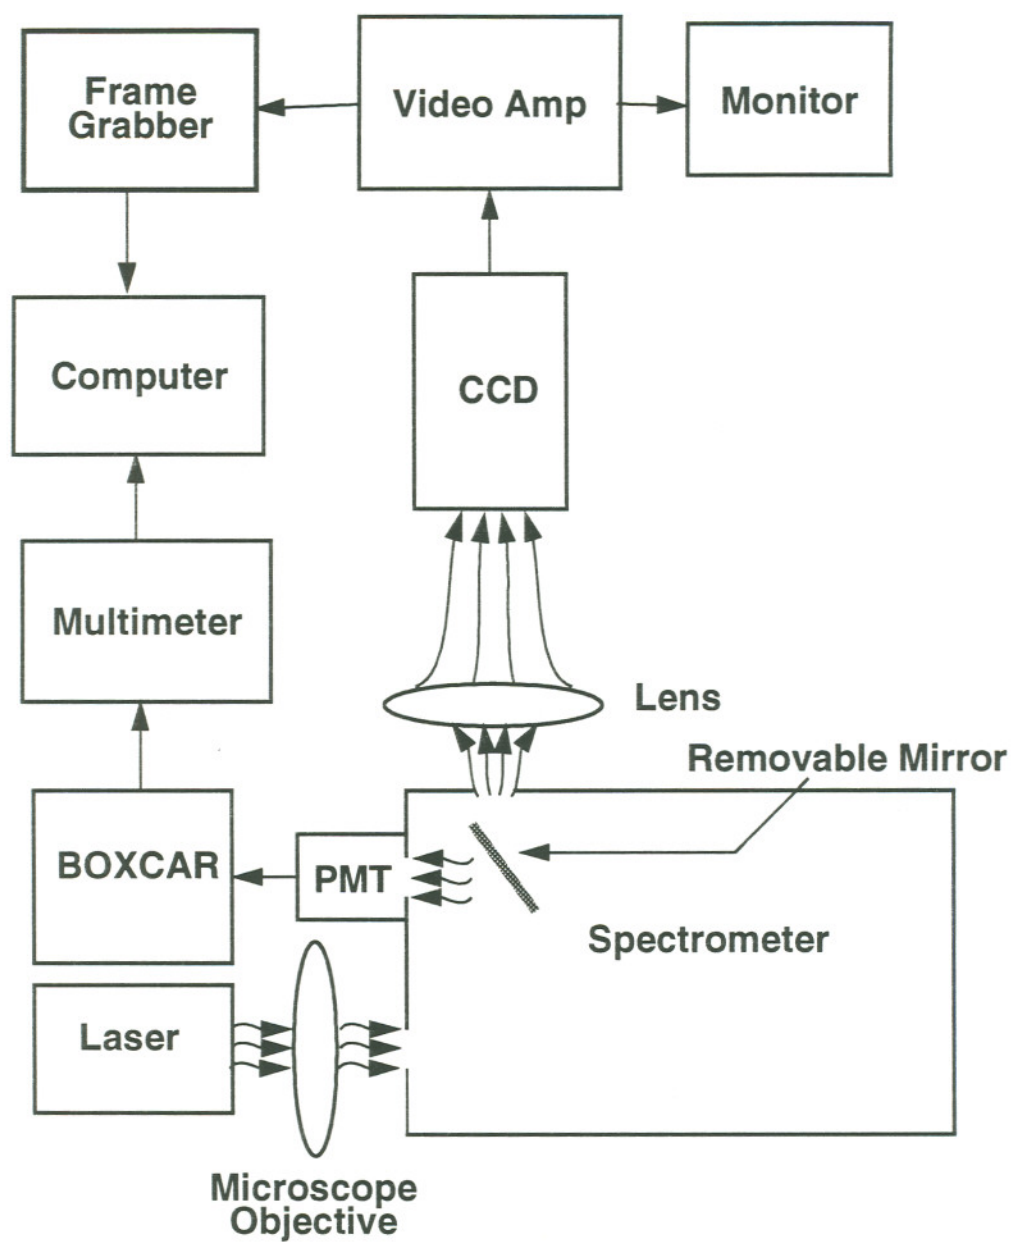 Frame
Grabber
Video Amp
Monitor
Computer
CCD
Multimeter
Lens
Removable Mirror
BOXCAR
PMT
Spectrometer
Laser
Microscope
Objective